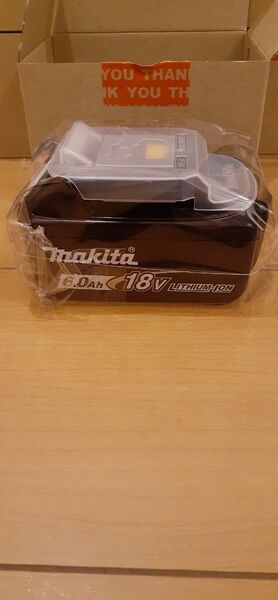 YOU THAN
NK YOU TH
makita
6.0Ah 18V LITHIUM-ION